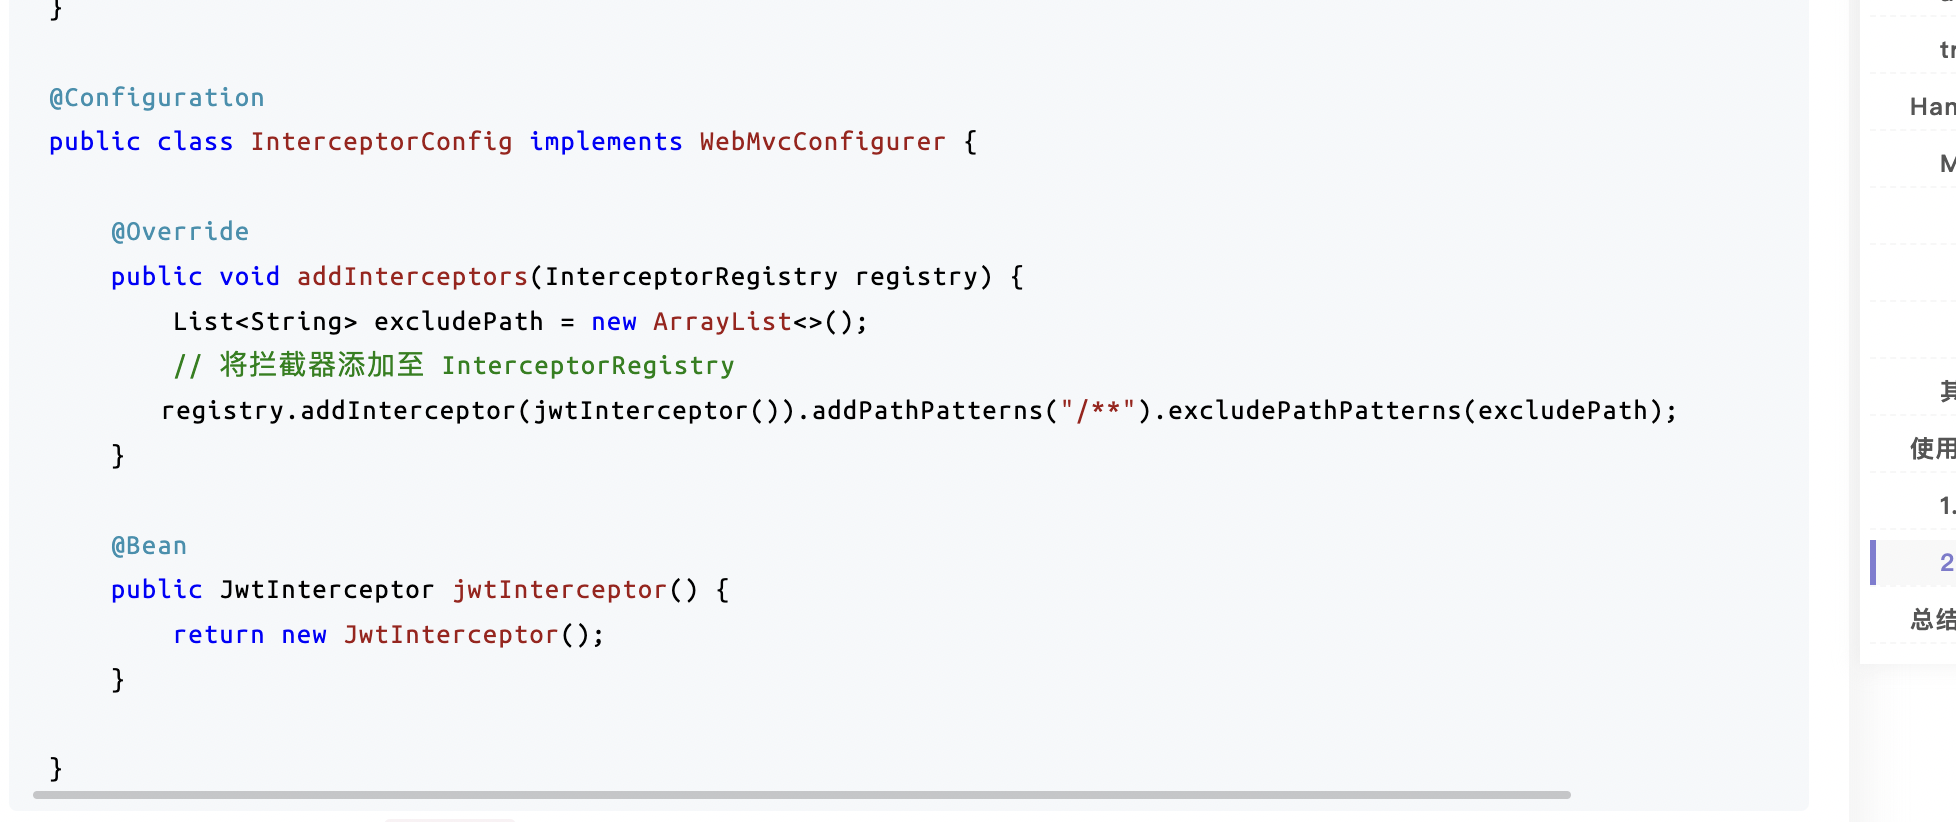 }
@Configuration
public class InterceptorConfig implements WebMvcConfigurer {
@Override
public void addInterceptors(InterceptorRegistry registry) {
List<String> excludePath = new ArrayList<>();
// 将拦截器添加至 InterceptorRegistry
registry.addInterceptor(jwtInterceptor()).addPathPatterns("/**").excludePathPatterns(excludePath);
}
@Bean
public JwtInterceptor jwtInterceptor() {
return new JwtInterceptor();
}
}
tr
Han
M
其
使用
1.
2
总结